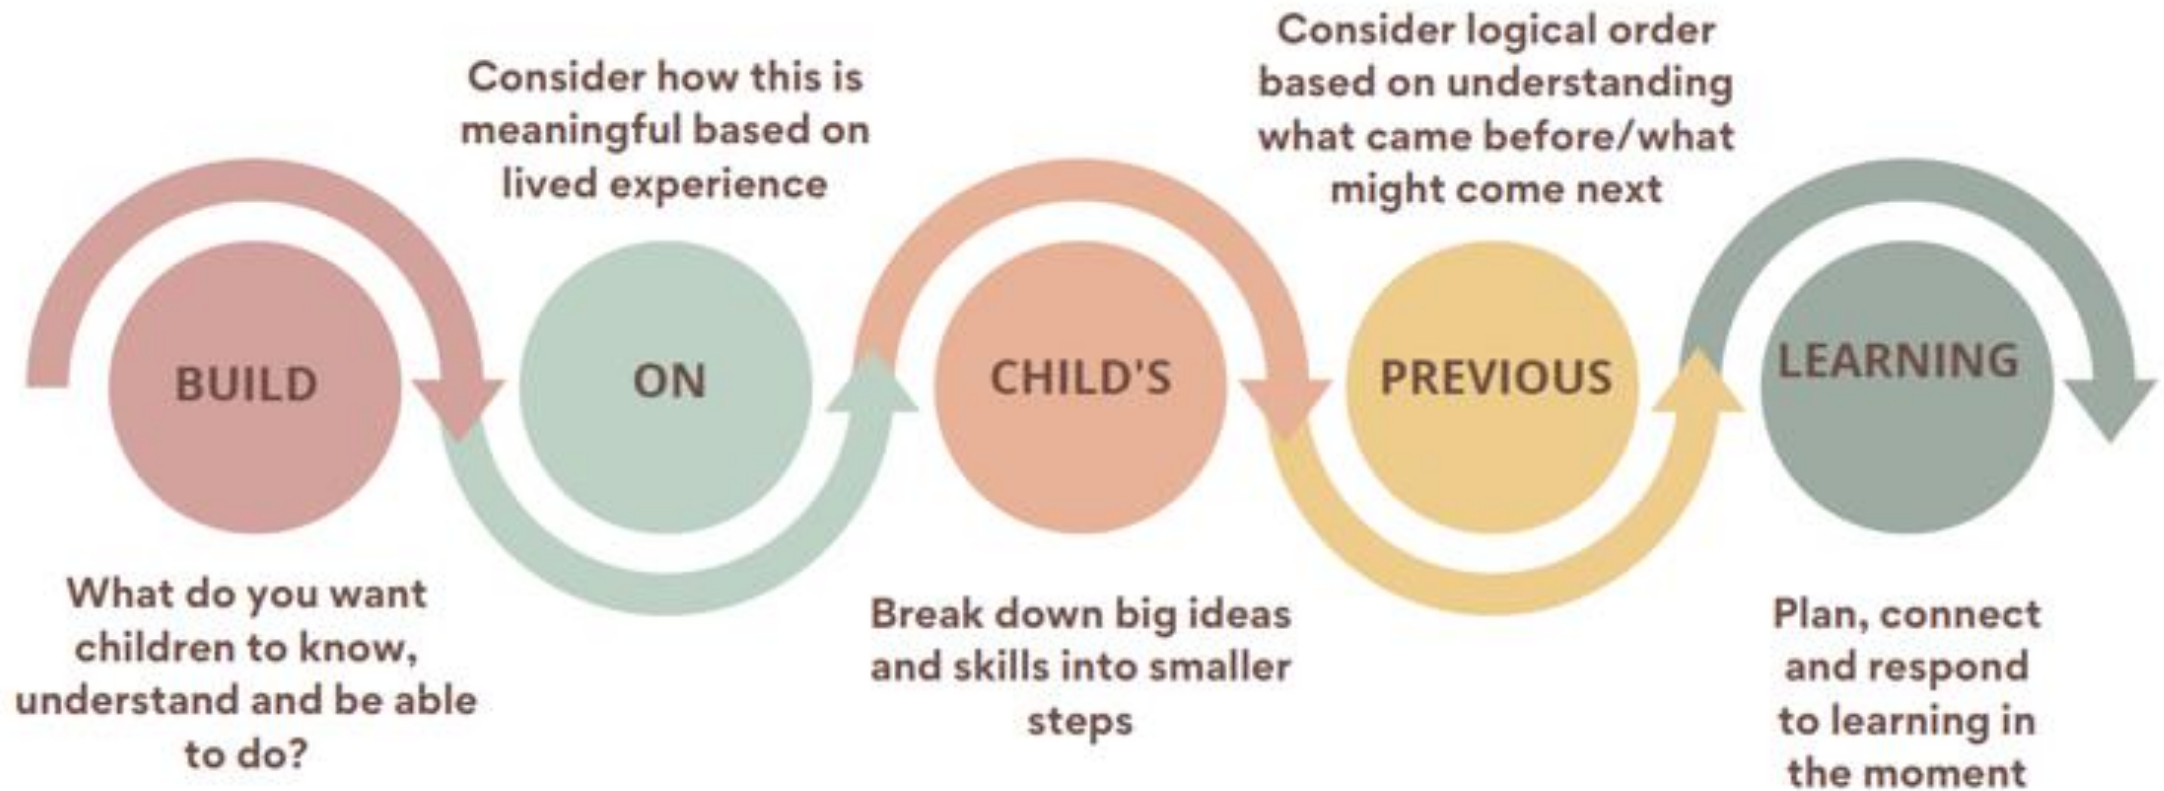 BUILD
What do you want
children to know,
understand and be able
to do?
Consider how this is
meaningful based on
lived experience
ON
CHILD'S
Break down big ideas
and skills into smaller
steps
Consider logical order
based on understanding
what came before/what
might come next
PREVIOUS
LEARNING
Plan, connect
and respond
to learning in
the moment